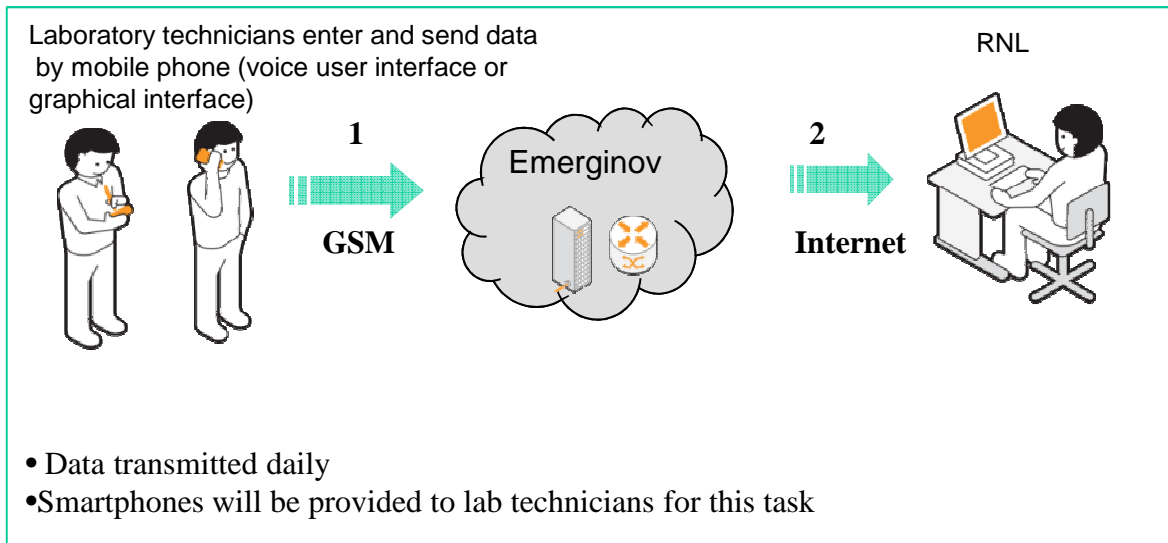 Laboratory technicians enter and send data
by mobile phone (voice user interface or
graphical interface)
RNL
1
2
Emerginov
GSM
Internet
• Data transmitted daily
•Smartphones will be provided to lab technicians for this task